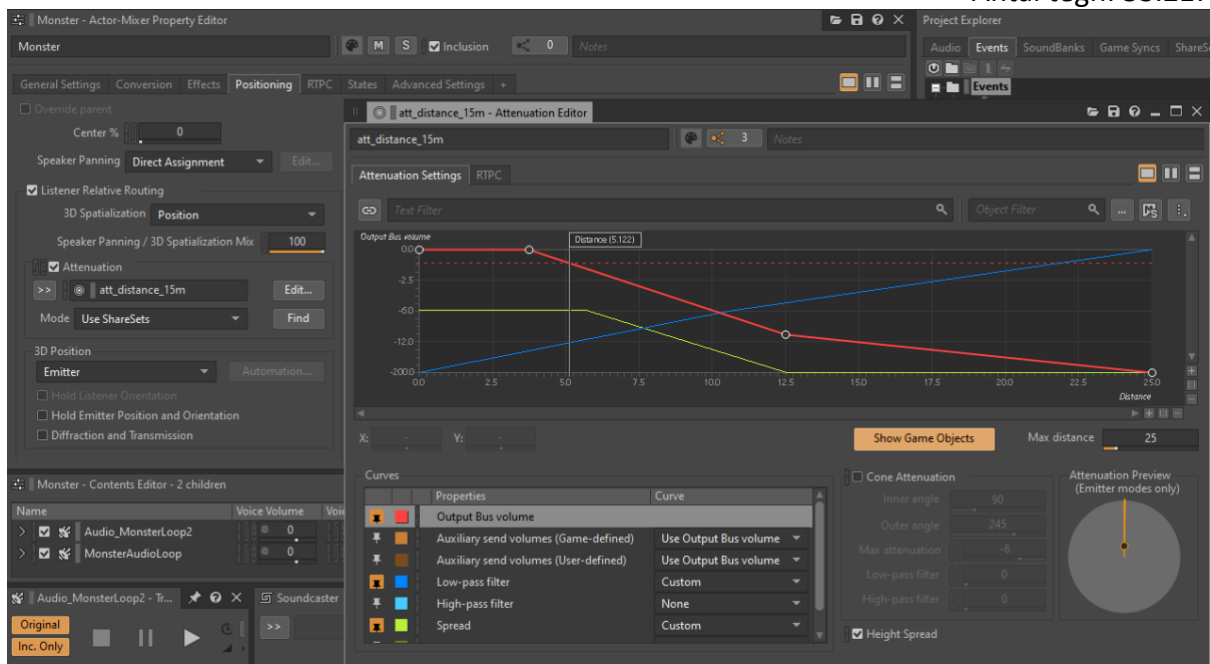 Monster - Actor-Mixer Property Editor
Project Explorer
Monster
M S Inclusion 0 Notes
Audio Events SoundBanks Game Syncs
General Settings Conversion Effects Positioning RTPC States Advanced Settings +
Events
Override parent
att_distance_15m - Attenuation Editor
Center % 0
att_distance_15m 3 Notes
Speaker Panning Direct Assignment Edit...
Attenuation Settings RTPC
Listener Relative Routing
3D Spatialization Position
Text Filter Object Filter ...
Speaker Panning / 3D Spatialization Mix 100
Output Bus volume
Distance (5.122)
0.0
-2.5
-6.0
-12.0
-200.0
0.0 2.5 5.0 7.5 10.0 12.5 15.0 17.5 20.0 22.5 25.0
Distance
Attenuation
>> att_distance_15m Edit...
Mode Use ShareSets Find
3D Position
Emitter Automation...
Hold Listener Orientation
Hold Emitter Position and Orientation
Diffraction and Transmission
X: - Y: - Show Game Objects Max distance 25
Monster - Contents Editor - 2 children
Name Voice Volume
Audio_MonsterLoop2 0
MonsterAudioLoop 0
Curves
Properties Curve
Output Bus volume
Auxiliary send volumes (Game-defined) Use Output Bus volume
Auxiliary send volumes (User-defined) Use Output Bus volume
Low-pass filter Custom
High-pass filter None
Spread Custom
Cone Attenuation
Inner angle 90
Outer angle 245
Max attenuation -6
Low-pass filter 0
High-pass filter 0
Height Spread
Attenuation Preview
(Emitter modes only)
Audio_MonsterLoop2 - Tr...
Soundcaster
Original
Inc. Only
>>